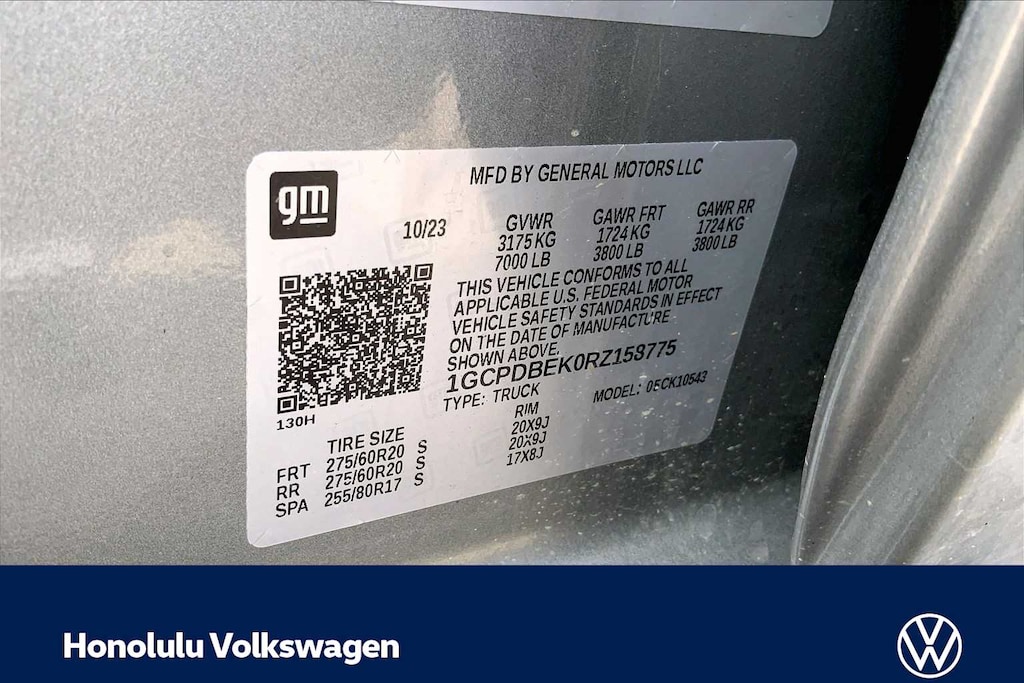 gm
MFD BY GENERAL MOTORS LLC
10/23
GVWR
3175 KG
7000 LB
GAWR FRT
1724 KG
3800 LB
GAWR RR
1724 KG
3800 LB
THIS VEHICLE CONFORMS TO ALL
APPLICABLE U.S. FEDERAL MOTOR
VEHICLE SAFETY STANDARDS IN EFFECT
ON THE DATE OF MANUFACTURE
SHOWN ABOVE.
1GCPDBEK0RZ158775
TYPE: TRUCK
MODEL: 0ECK10543
130H
TIRE SIZE RIM
FRT 275/60R20 S 20X9J
RR 275/60R20 S 20X9J
SPA 255/80R17 S 17X8J
Honolulu Volkswagen